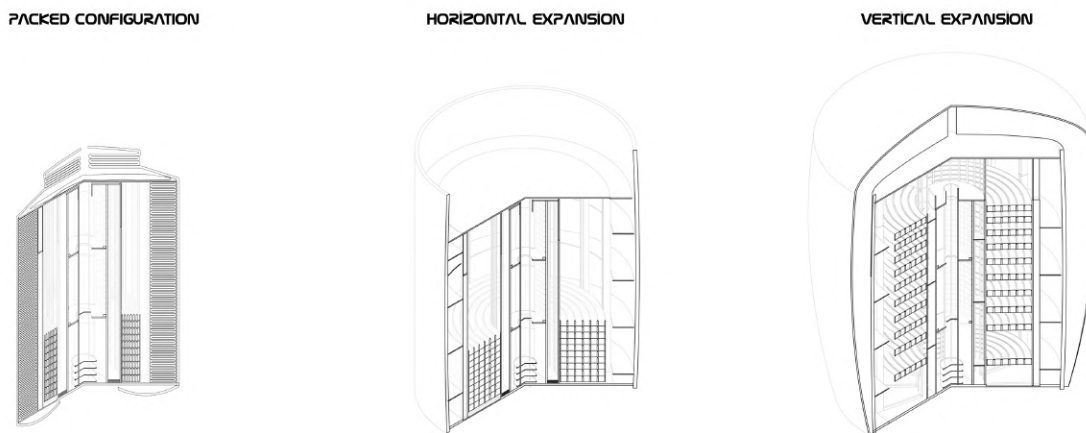 PACKED CONFIGURATION
HORIZONTAL EXPANSION
VERTICAL EXPANSION